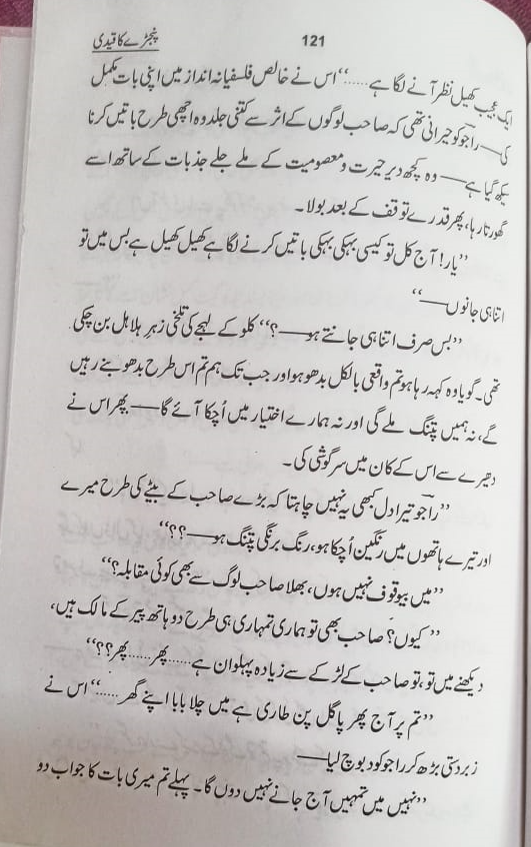 121 پنجڑے کا قیدی
ایک عجیب کھیل نظر آنے لگا ہے……‘‘ اس نے خالص فلسفیانہ انداز میں اپنی بات مکمل
کی—— راجو کو حیرانی تھی کہ صاحب لوگوں کے اثر سے کتنی جلد وہ اچھی طرح باتیں کرنا
سیکھ گیا ہے—— وہ کچھ دیر حیرت و معصومیت کے ملے جلے جذبات کے ساتھ اسے
گھورتا رہا، پھر قدرے توقف کے بعد بولا۔
’’یار! آج کل تو کیسی بہکی بہکی باتیں کرنے لگا ہے کھیل کھیل ہے بس میں تو
اتنا ہی جانوں——‘‘
’’بس صرف اتنا ہی جانتے ہو——؟‘‘ کلو کے لہجے کی تلخی زہر ہلاہل بن چکی
تھی۔ گویا وہ کہہ رہا ہو تم واقعی بالکل بدھو ہو اور جب تک ہم تم اس طرح بدھو بنے رہیں
گے، نہ ہمیں پتنگ ملے گی اور نہ ہمارے اختیار میں اُچکا آئے گا—— پھر اس نے
دھیرے سے اس کے کان میں سرگوشی کی۔
’’راجو تیرا دل کبھی یہ نہیں چاہتا کہ بڑے صاحب کے بیٹے کی طرح میرے
اور تیرے ہاتھوں میں رنگین اُچکا ہو، رنگ برنگی پتنگ ہو——؟؟‘‘
’’میں بیوقوف نہیں ہوں، بھلا صاحب لوگ سے بھی کوئی مقابلہ؟‘‘
’’کیوں؟ صاحب بھی تو ہماری تمہاری ہی طرح دو ہاتھ پیر کے مالک ہیں،
دیکھنے میں تو، تو صاحب کے لڑکے سے زیادہ پہلوان ہے……پھر……پھر؟؟‘‘
’’تم پر آج پھر پاگل پن طاری ہے میں چلا بابا اپنے گھر……‘‘ اس نے
زبردستی بڑھ کر راجو کو دبوچ لیا——
’’نہیں میں تمہیں آج جانے نہیں دوں گا۔ پہلے تم میری بات کا جواب دو